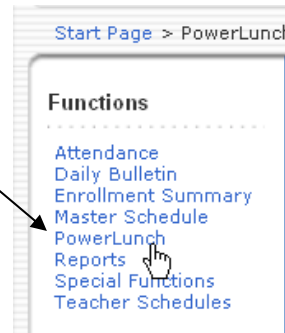 Start Page > PowerLunch
Functions
Attendance
Daily Bulletin
Enrollment Summary
Master Schedule
PowerLunch
Reports
Special Functions
Teacher Schedules